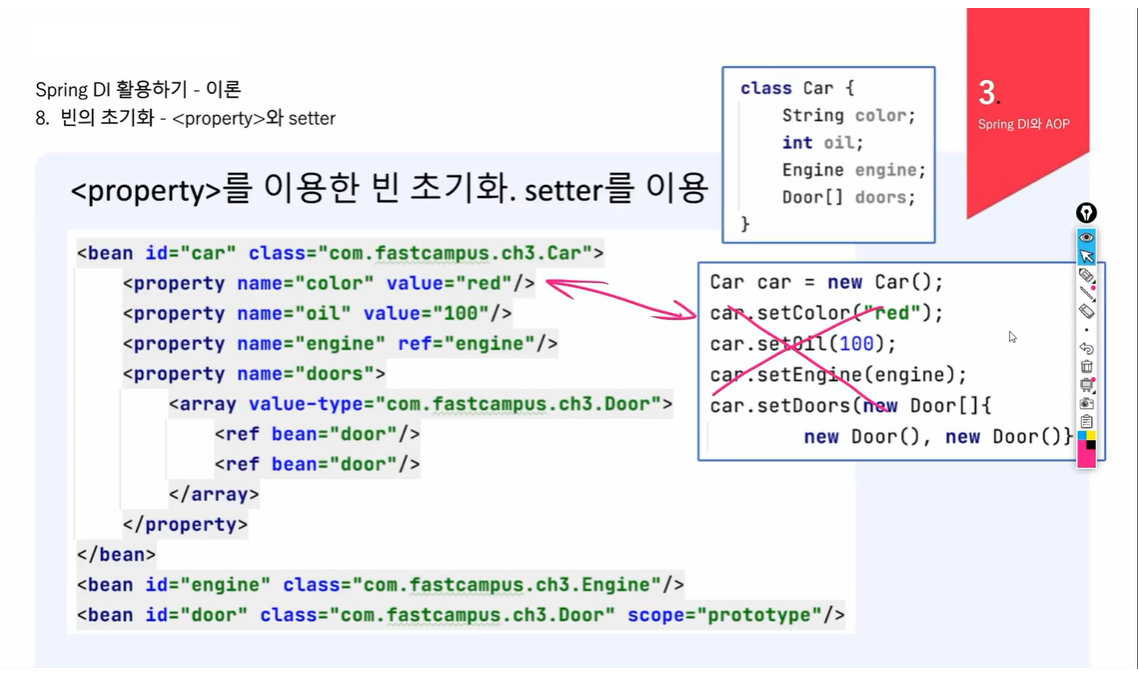 Spring DI 활용하기 - 이론
8. 빈의 초기화 - <property>와 setter
3.
Spring DI와 AOP
<property>를 이용한 빈 초기화. setter를 이용
class Car {
String color;
int oil;
Engine engine;
Door[] doors;
}
<bean id="car" class="com.fastcampus.ch3.Car">
<property name="color" value="red"/>
<property name="oil" value="100"/>
<property name="engine" ref="engine"/>
<property name="doors">
<array value-type="com.fastcampus.ch3.Door">
<ref bean="door"/>
<ref bean="door"/>
</array>
</property>
</bean>
<bean id="engine" class="com.fastcampus.ch3.Engine"/>
<bean id="door" class="com.fastcampus.ch3.Door" scope="prototype"/>
Car car = new Car();
car.setColor("red");
car.setOil(100);
car.setEngine(engine);
car.setDoors(new Door[]{
new Door(), new Door()}